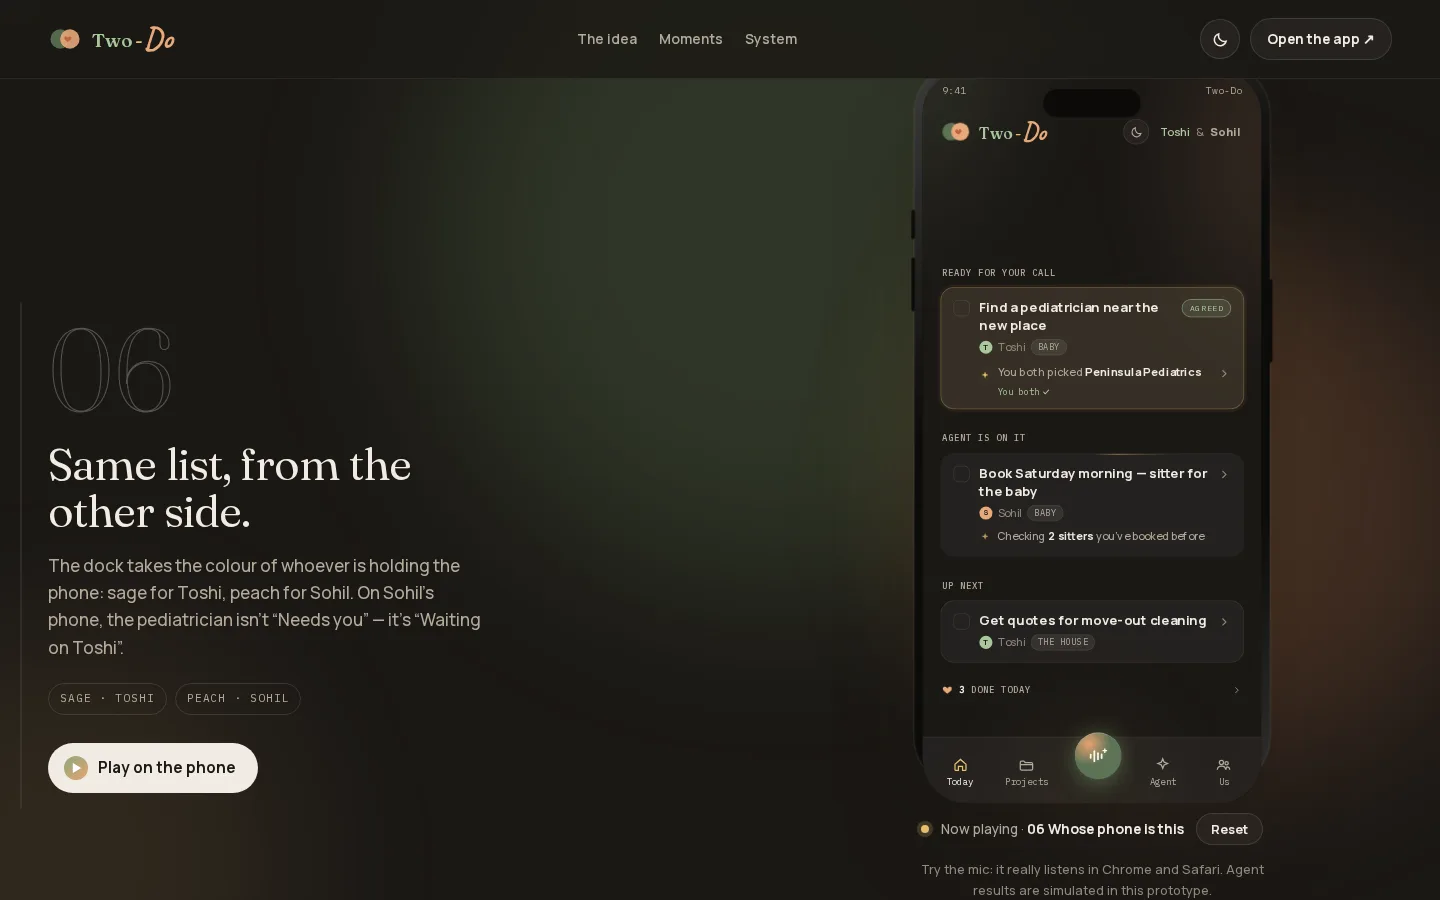 Two-Do
The idea
Moments
System
Open the app ↗
06
Same list, from the
other side.
The dock takes the colour of whoever is holding the
phone: sage for Toshi, peach for Sohil. On Sohil’s
phone, the pediatrician isn’t “Needs you” — it’s “Waiting
on Toshi”.
SAGE · TOSHI
PEACH · SOHIL
Play on the phone
9:41
Two-Do
Two-Do
Toshi & Sohil
READY FOR YOUR CALL
Find a pediatrician near the
new place
AGREED
T Toshi BABY
You both picked Peninsula Pediatrics
You both ✓
AGENT IS ON IT
Book Saturday morning — sitter for
the baby
S Sohil BABY
Checking 2 sitters you’ve booked before
UP NEXT
Get quotes for move-out cleaning
T Toshi THE HOUSE
3 DONE TODAY
Today
Projects
Agent
Us
Now playing · 06 Whose phone is this
Reset
Try the mic: it really listens in Chrome and Safari. Agent
results are simulated in this prototype.